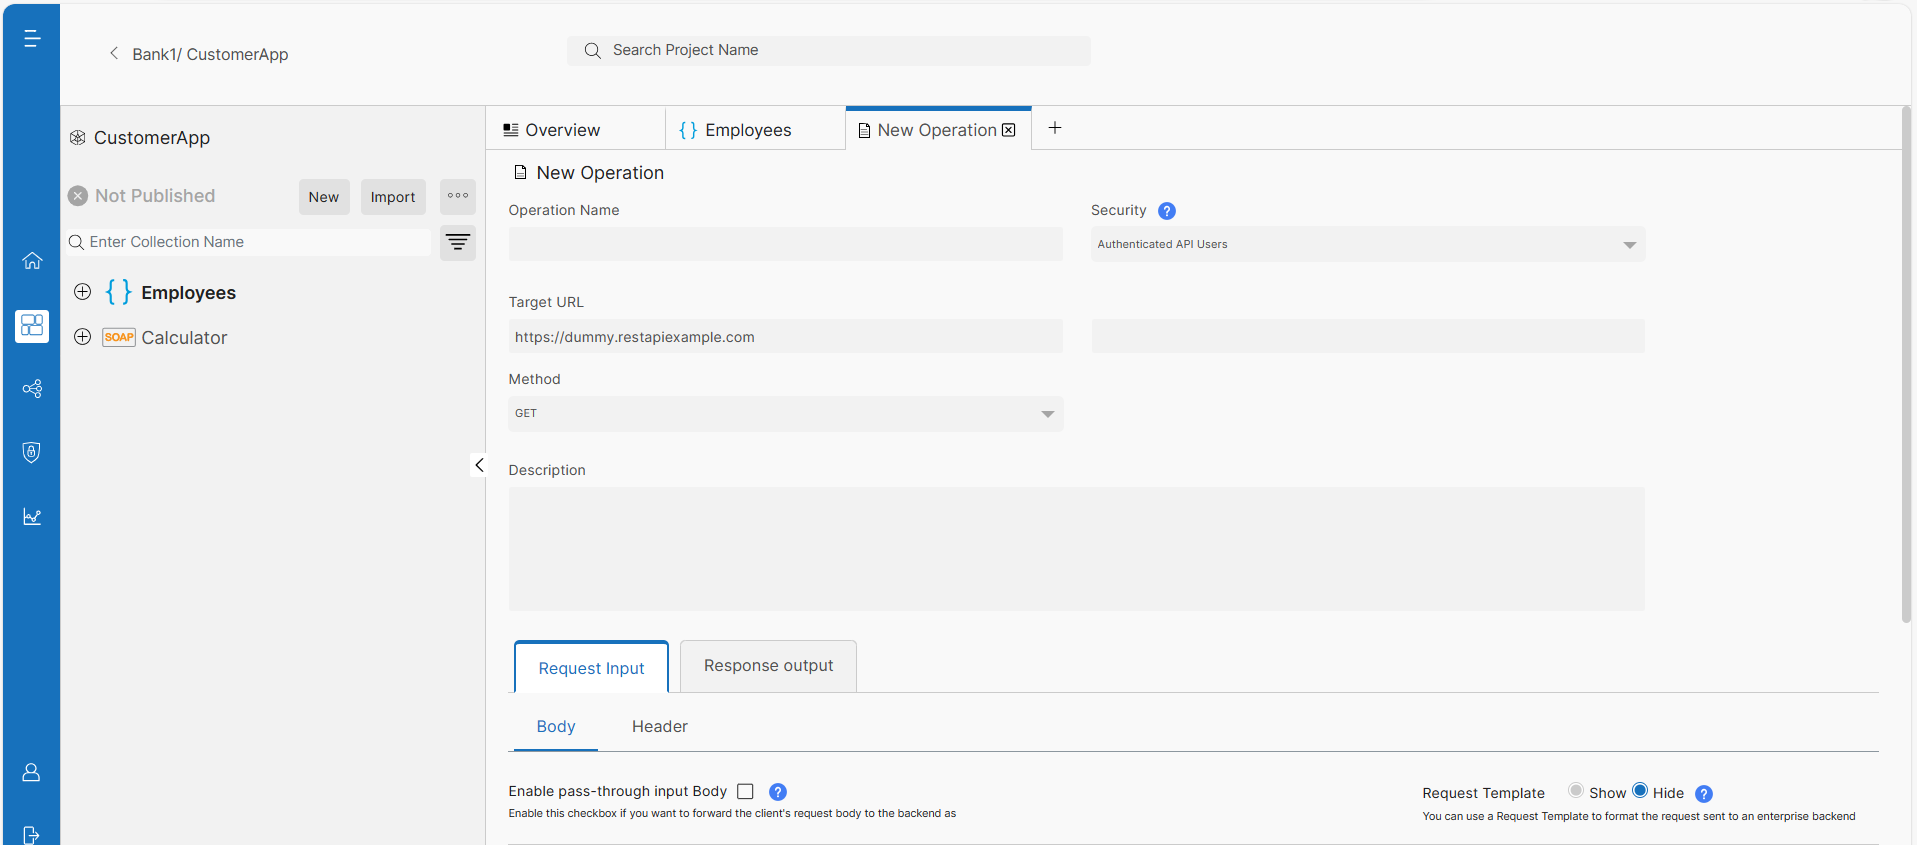 Bank1/ CustomerApp
Search Project Name
CustomerApp
Not Published
New
Import
Enter Collection Name
Employees
SOAP
Calculator
Overview
Employees
New Operation
New Operation
Operation Name
Security ?
Authenticated API Users
Target URL
https://dummy.restapiexample.com
Method
GET
Description
Request Input
Response output
Body
Header
Enable pass-through input Body ?
Enable this checkbox if you want to forward the client's request body to the backend as
Request Template Show Hide ?
You can use a Request Template to format the request sent to an enterprise backend